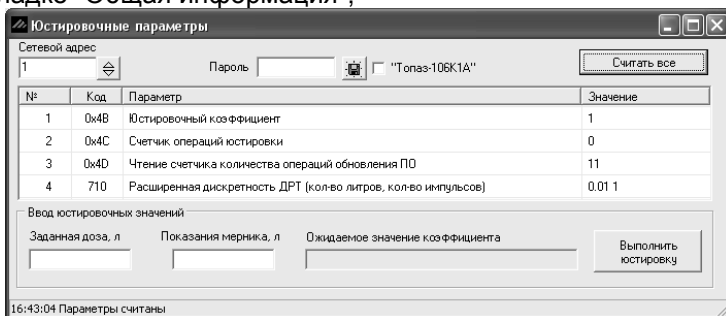 "Общая информация",
Юстировочные параметры
Сетевой адрес
1 Пароль "Топаз-106К1А" Считать все
№ Код Параметр Значение
1 0x4B Юстировочный коэффициент 1
2 0x4C Счетчик операций юстировки 0
3 0x4D Чтение счетчика количества операций обновления ПО 11
4 710 Расширенная дискретность ДРТ (кол-во литров, кол-во импульсов) 0.01 1
Ввод юстировочных значений
Заданная доза, л Показания мерника, л Ожидаемое значение коэффициента
Выполнить
юстировку
16:43:04 Параметры считаны